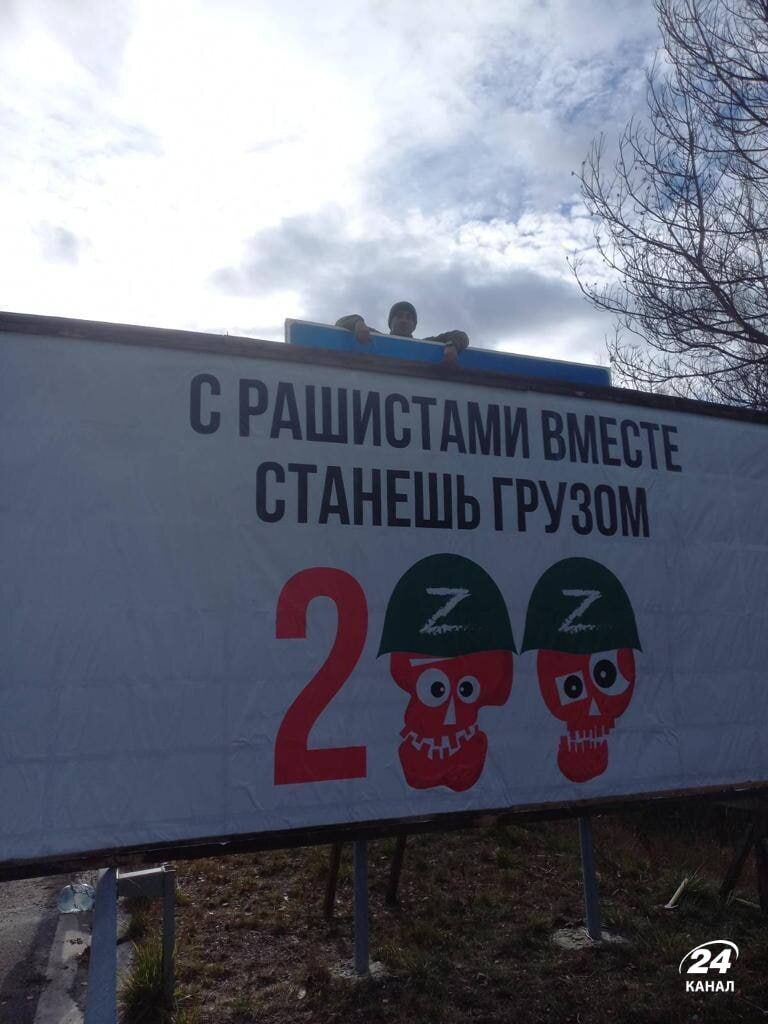 С РАШИСТАМИ ВМЕСТЕ
СТАНЕШЬ ГРУЗОМ
200
Z Z
24
КАНАЛ